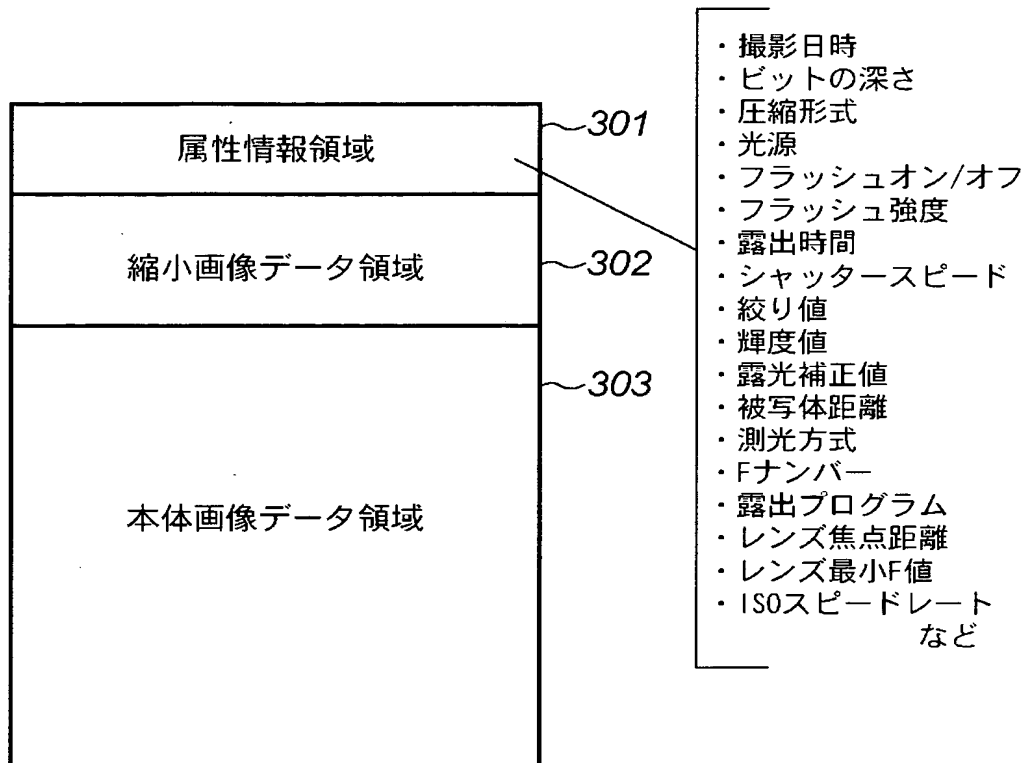 属性情報領域
301
縮小画像データ領域
302
本体画像データ領域
303
・撮影日時
・ビットの深さ
・圧縮形式
・光源
・フラッシュオン/オフ
・フラッシュ強度
・露出時間
・シャッタースピード
・絞り値
・輝度値
・露光補正値
・被写体距離
・測光方式
・Fナンバー
・露出プログラム
・レンズ焦点距離
・レンズ最小F値
・ISOスピードレート
など